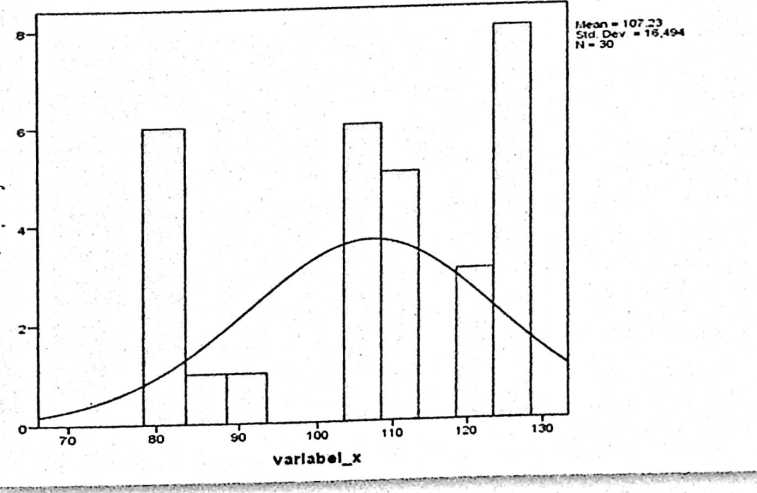 Mean = 107,23
Std. Dev. = 16,494
N = 30
8
6
4
2
0
70 80 90 100 110 120 130
variabel_x